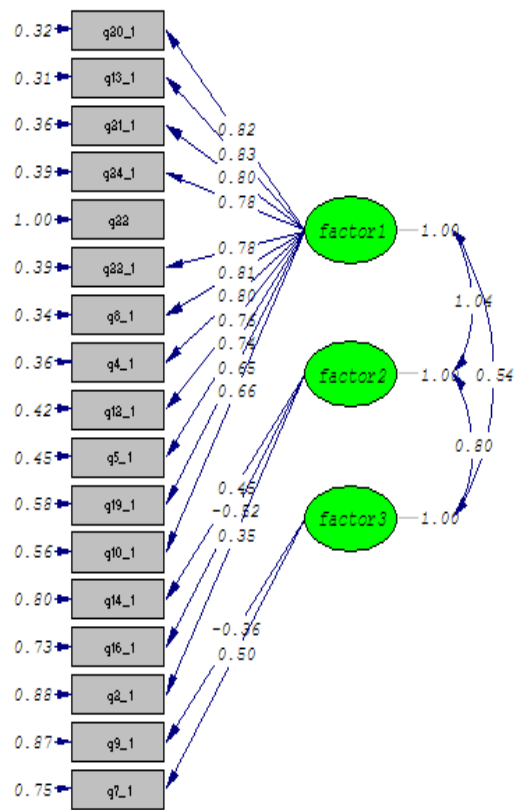 0.32 q20_1
0.31 q13_1
0.36 q21_1
0.39 q24_1
1.00 q22
0.39
0.34 q8_1
0.36 q4_1
0.42
0.45 q5_1
0.58 q19_1
0.56 q10_1
0.80 q14_1
0.73 q16_1
0.88
0.87 q9_1
0.75 q7_1
0.82
0.83
0.80
0.78
0.78
0.81
0.80
0.76
0.74
0.65
0.66
0.45
-0.52
0.35
-0.36
0.50
factor1 1.00
factor2 1.00
factor3 1.00
1.04
0.54
0.80